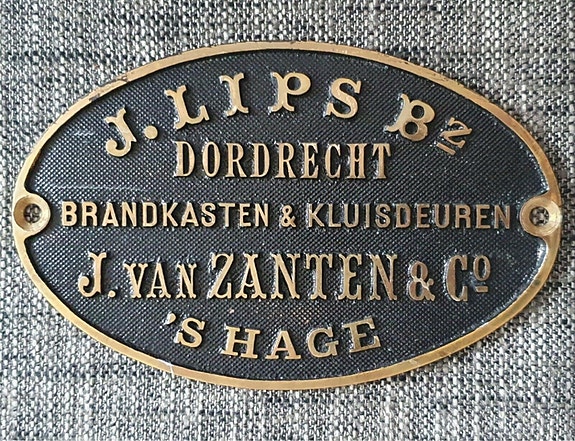 J. LIPS Bz
DORDRECHT
BRANDKASTEN & KLUISDEUREN
J. VAN ZANTEN & Co
'S HAGE